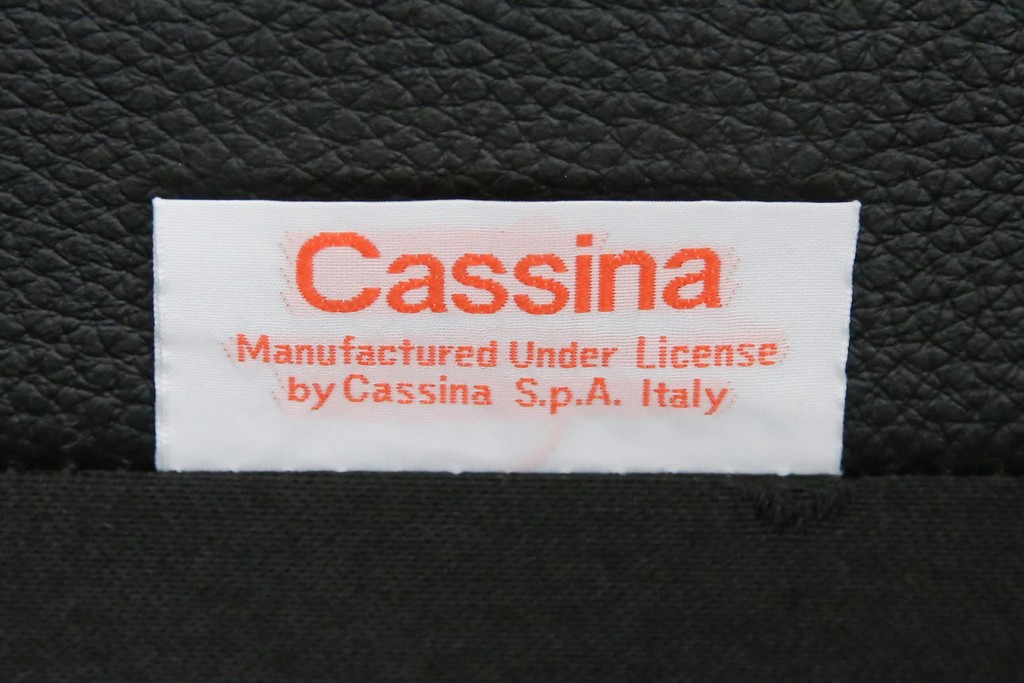 Cassina
Manufactured Under License
by Cassina S.p.A. Italy